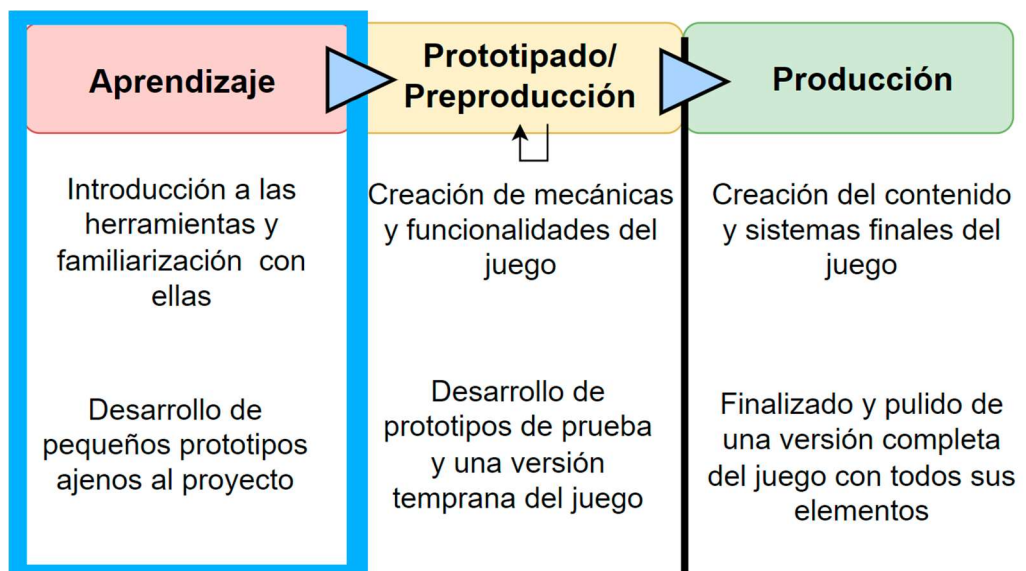 Aprendizaje
Introducción a las
herramientas y
familiarización con
ellas
Desarrollo de
pequeños prototipos
ajenos al proyecto
Prototipado/
Preproducción
Creación de mecánicas
y funcionalidades del
juego
Desarrollo de
prototipos de prueba
y una versión
temprana del juego
Producción
Creación del contenido
y sistemas finales del
juego
Finalizado y pulido de
una versión completa
del juego con todos sus
elementos